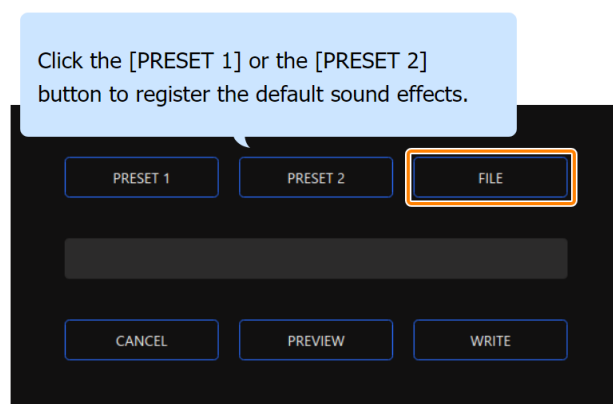 Click the [PRESET 1] or the [PRESET 2]
button to register the default sound effects.
PRESET 1
PRESET 2
FILE
CANCEL
PREVIEW
WRITE